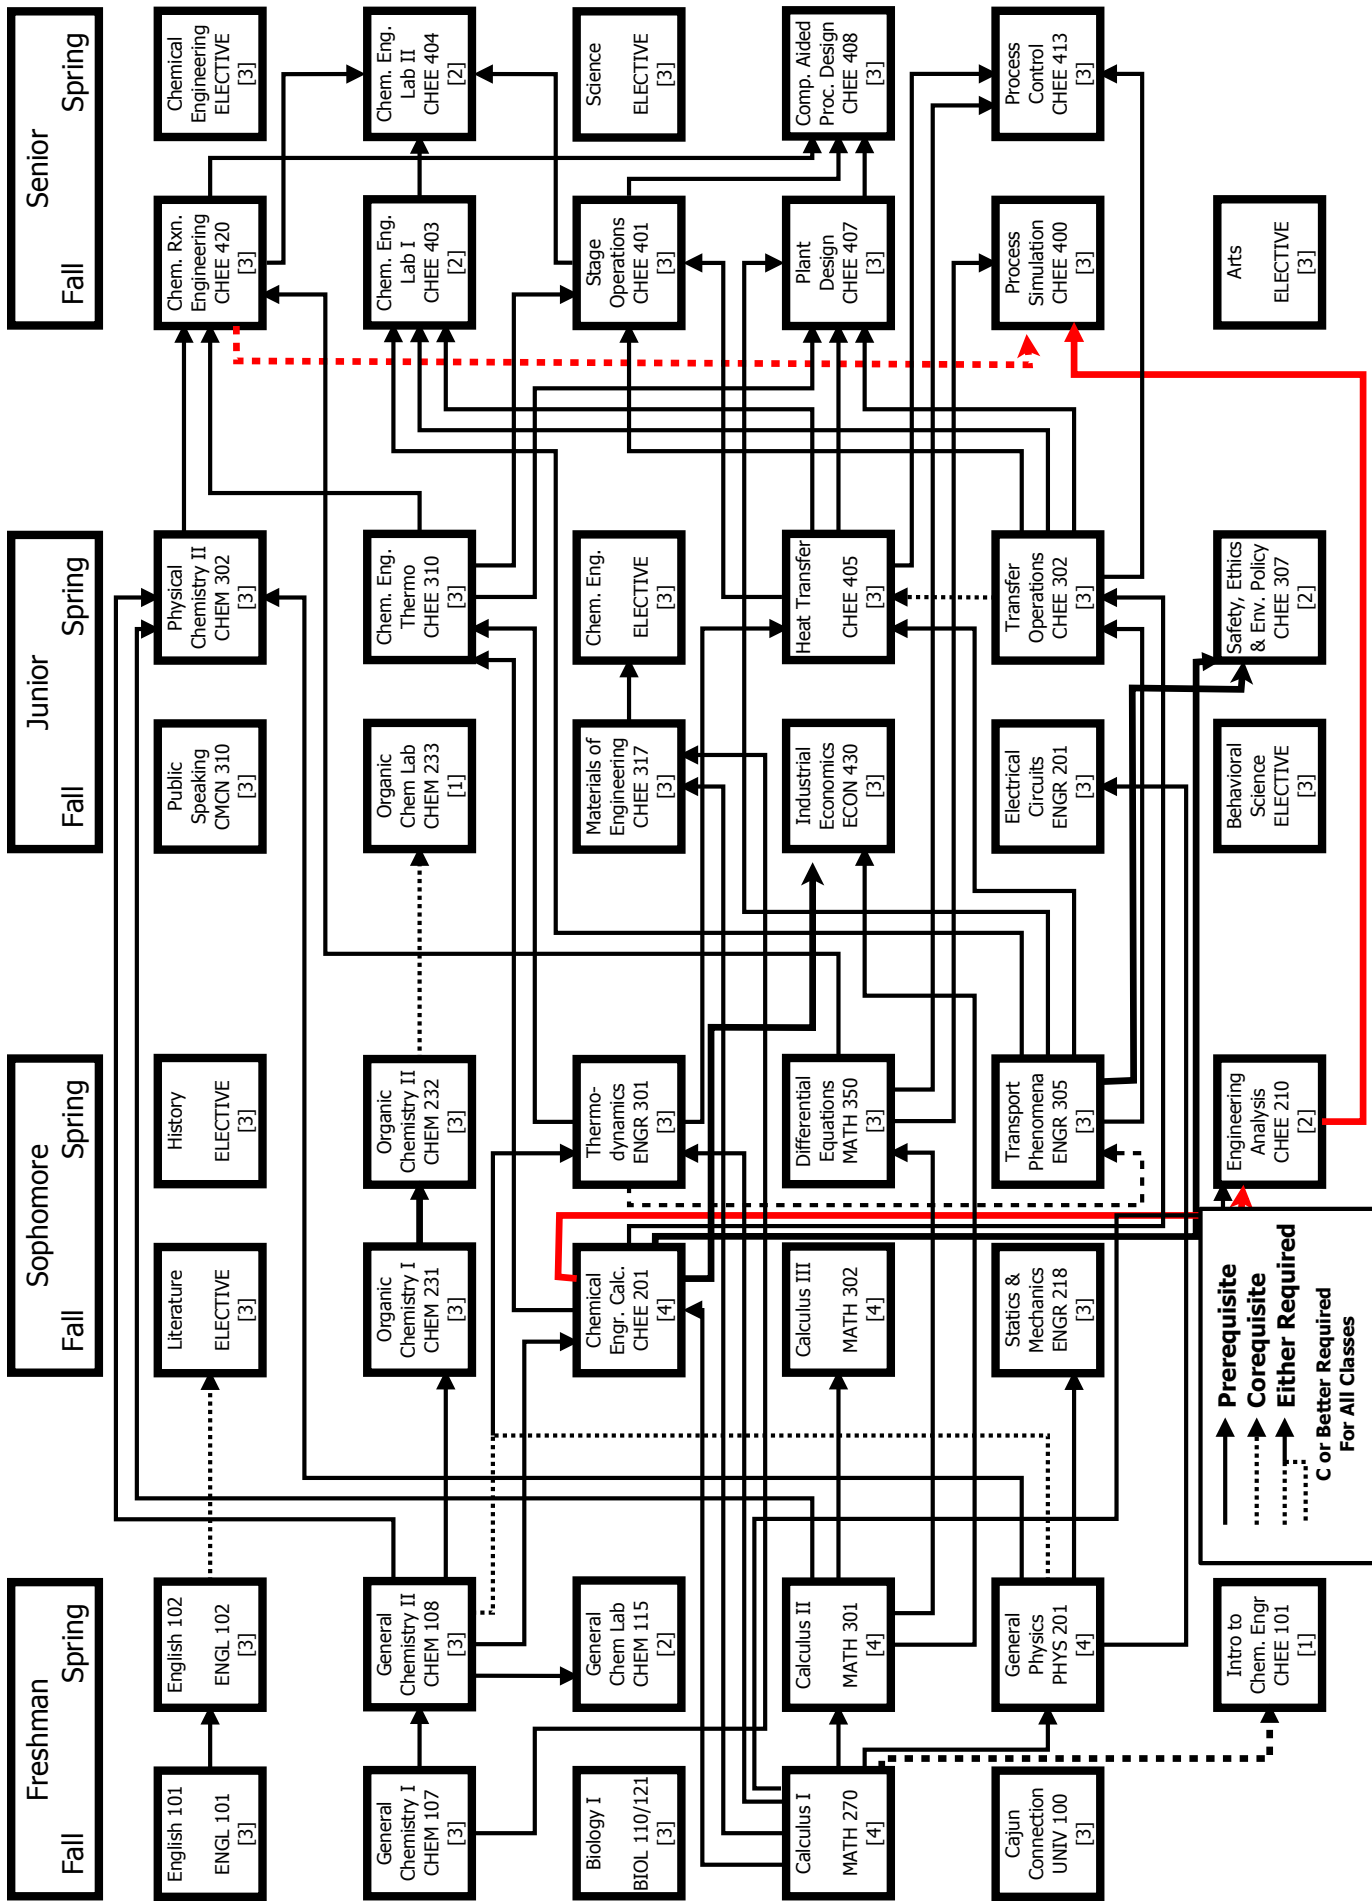 Freshman
Fall Spring
Sophomore
Fall Spring
Junior
Fall Spring
Senior
Fall Spring
English 101
ENGL 101
[3]
English 102
ENGL 102
[3]
Literature
ELECTIVE
[3]
History
ELECTIVE
[3]
Public
Speaking
CMCN 310
[3]
Physical
Chemistry II
CHEM 302
[3]
Chem. Rxn.
Engineering
CHEE 420
[3]
Chemical
Engineering
ELECTIVE
[3]
General
Chemistry I
CHEM 107
[3]
General
Chemistry II
CHEM 108
[3]
Organic
Chemistry I
CHEM 231
[3]
Organic
Chemistry II
CHEM 232
[3]
Organic
Chem Lab
CHEM 233
[1]
Chem. Eng.
Thermo
CHEE 310
[3]
Chem. Eng.
Lab I
CHEE 403
[2]
Chem. Eng.
Lab II
CHEE 404
[2]
Biology I
BIOL 110/121
[3]
General
Chem Lab
CHEM 115
[2]
Chemical
Engr. Calc.
CHEE 201
[4]
Thermo-
dynamics
ENGR 301
[3]
Materials of
Engineering
CHEE 317
[3]
Chem. Eng.
ELECTIVE
[3]
Stage
Operations
CHEE 401
[3]
Science
ELECTIVE
[3]
Calculus I
MATH 270
[4]
Calculus II
MATH 301
[4]
Calculus III
MATH 302
[4]
Differential
Equations
MATH 350
[3]
Industrial
Economics
ECON 430
[3]
Heat Transfer
CHEE 405
[3]
Plant
Design
CHEE 407
[3]
Comp. Aided
Proc. Design
CHEE 408
[3]
Cajun
Connection
UNIV 100
[3]
General
Physics
PHYS 201
[4]
Statics &
Mechanics
ENGR 218
[3]
Transport
Phenomena
ENGR 305
[3]
Electrical
Circuits
ENGR 201
[3]
Transfer
Operations
CHEE 302
[3]
Process
Simulation
CHEE 400
[3]
Process
Control
CHEE 413
[3]
Intro to
Chem. Engr
CHEE 101
[1]
Engineering
Analysis
CHEE 210
[2]
Behavioral
Science
ELECTIVE
[3]
Safety, Ethics
& Env. Policy
CHEE 307
[2]
Arts
ELECTIVE
[3]
Prerequisite
Corequisite
Either Required
C or Better Required
For All Classes